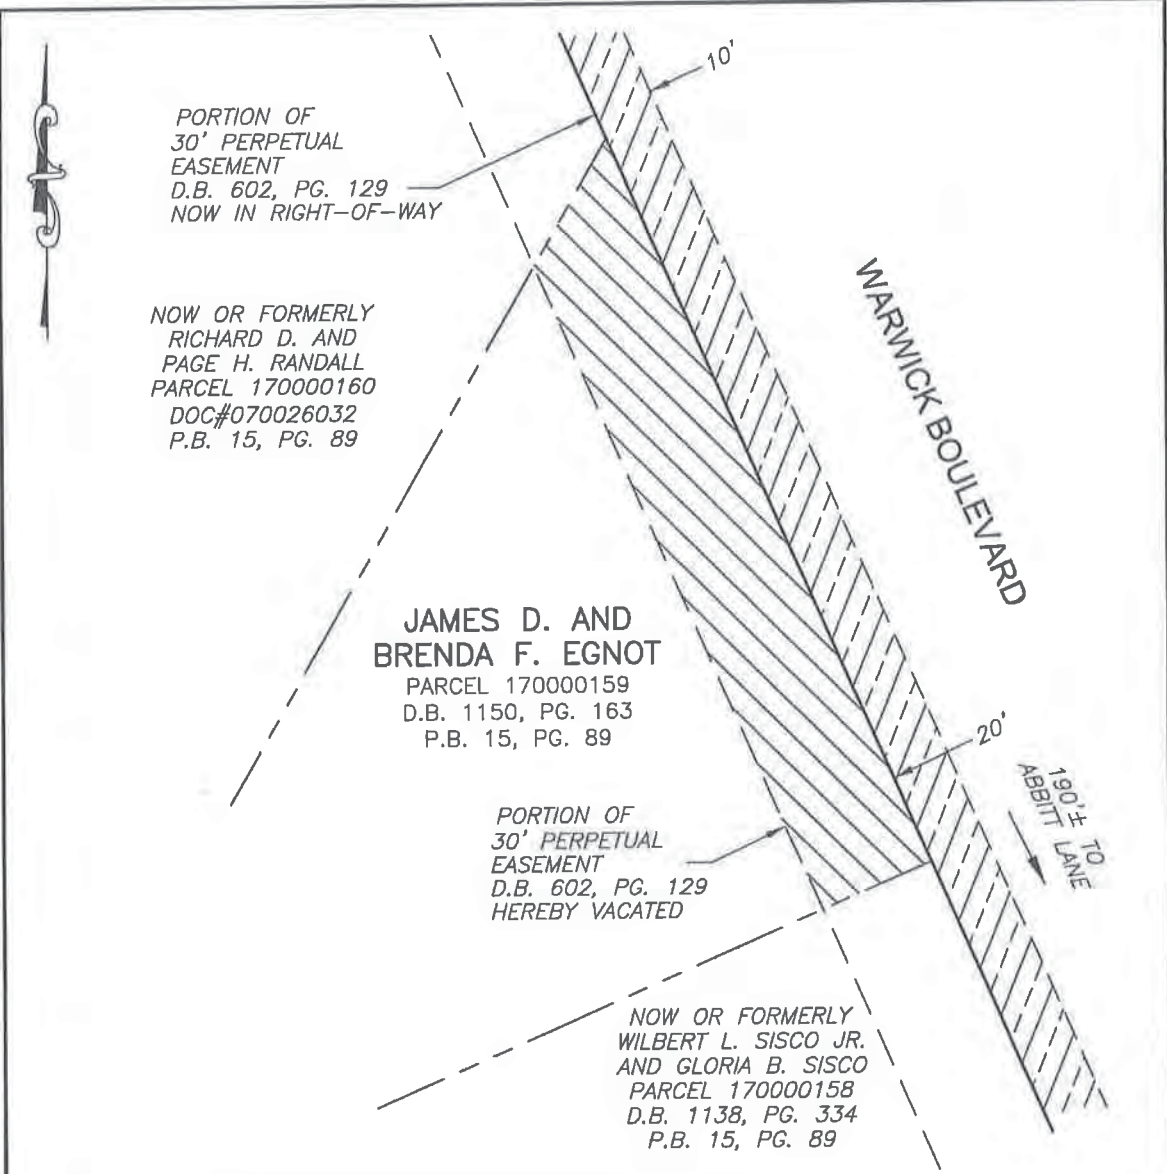 10'
PORTION OF
30' PERPETUAL
EASEMENT
D.B. 602, PG. 129
NOW IN RIGHT-OF-WAY
NOW OR FORMERLY
RICHARD D. AND
PAGE H. RANDALL
PARCEL 170000160
DOC#070026032
P.B. 15, PG. 89
WARWICK BOULEVARD
JAMES D. AND
BRENDA F. EGNOT
PARCEL 170000159
D.B. 1150, PG. 163
P.B. 15, PG. 89
20'
190'± TO
ABBITT LANE
PORTION OF
30' PERPETUAL
EASEMENT
D.B. 602, PG. 129
HEREBY VACATED
NOW OR FORMERLY
WILBERT L. SISCO JR.
AND GLORIA B. SISCO
PARCEL 170000158
D.B. 1138, PG. 334
P.B. 15, PG. 89